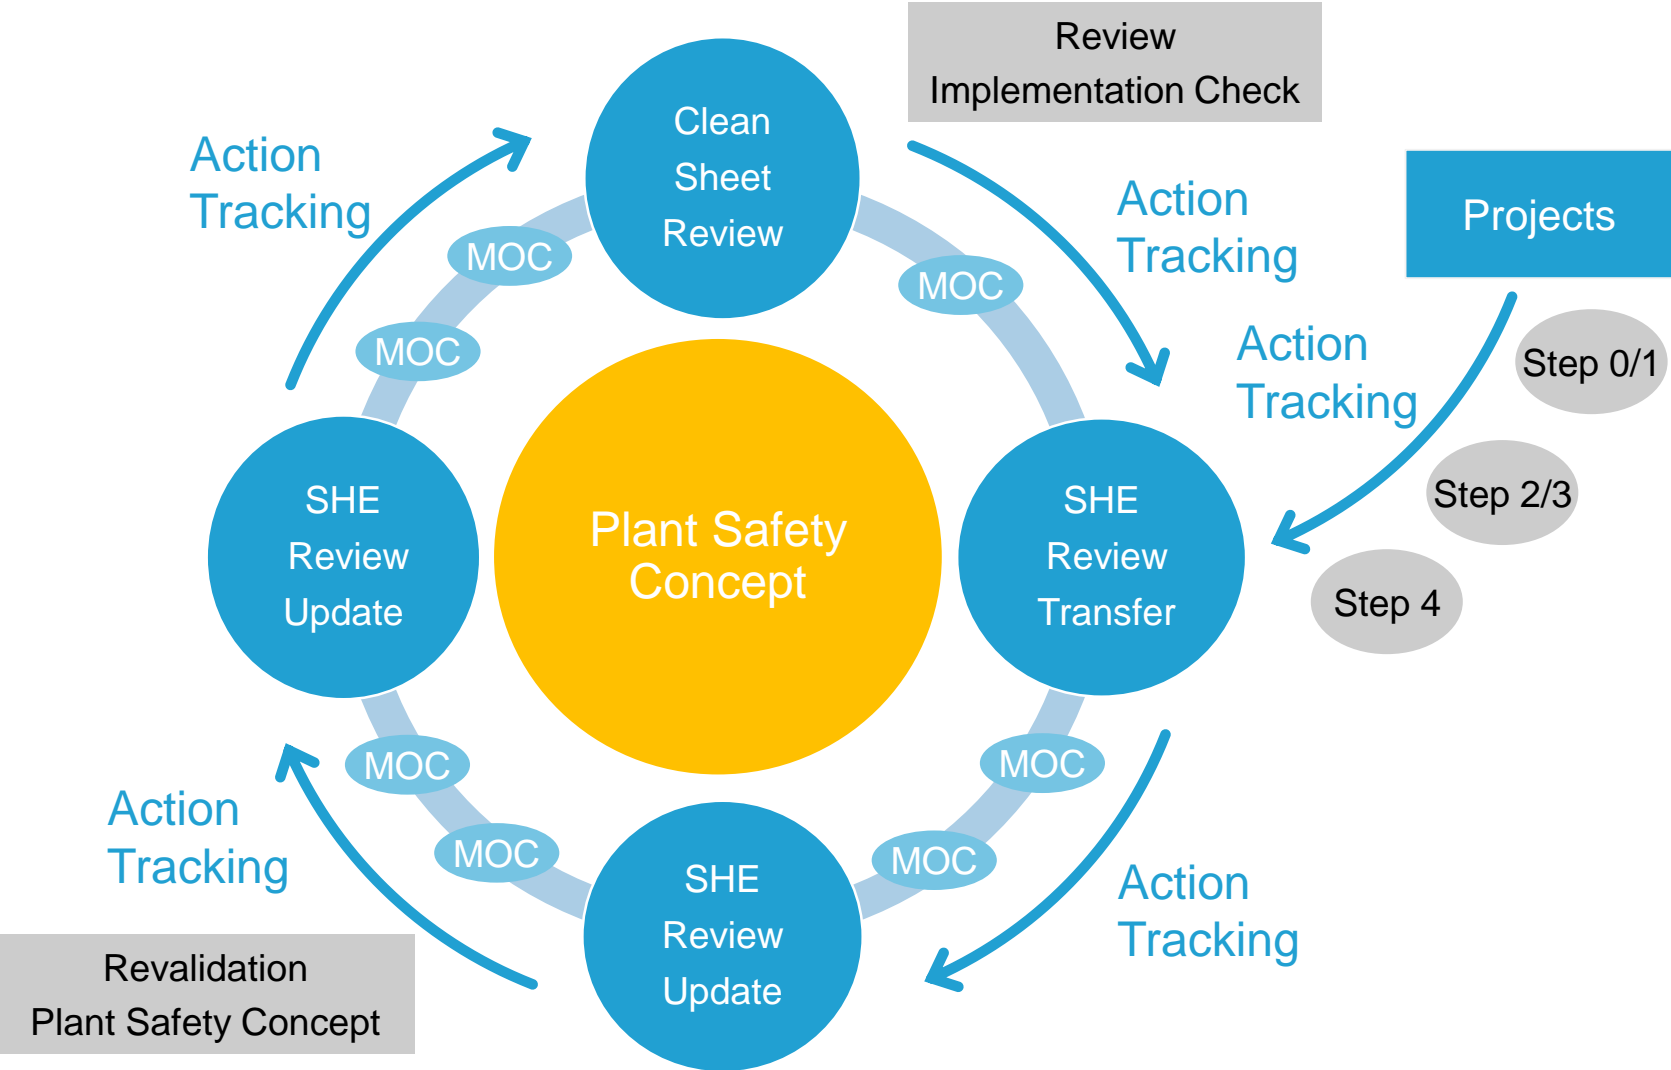 Review
Implementation Check
Clean
Sheet
Review
Action
Tracking
Action
Tracking
Projects
MOC
MOC
MOC
Action
Tracking
Step 0/1
Step 2/3
Step 4
SHE
Review
Update
Plant Safety
Concept
SHE
Review
Transfer
MOC
MOC
MOC
MOC
Action
Tracking
SHE
Review
Update
Action
Tracking
Revalidation
Plant Safety Concept